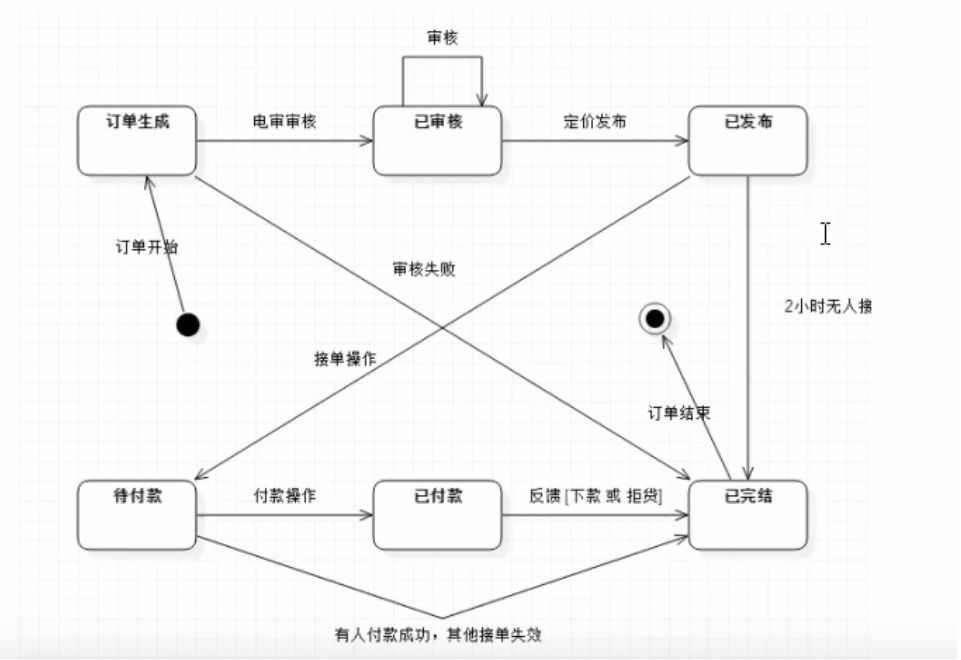 审核
订单生成
电审审核
已审核
定价发布
已发布
订单开始
审核失败
2小时无人接
接单操作
订单结束
待付款
付款操作
已付款
反馈 [下款 或 拒贷]
已完结
有人付款成功，其他接单失效